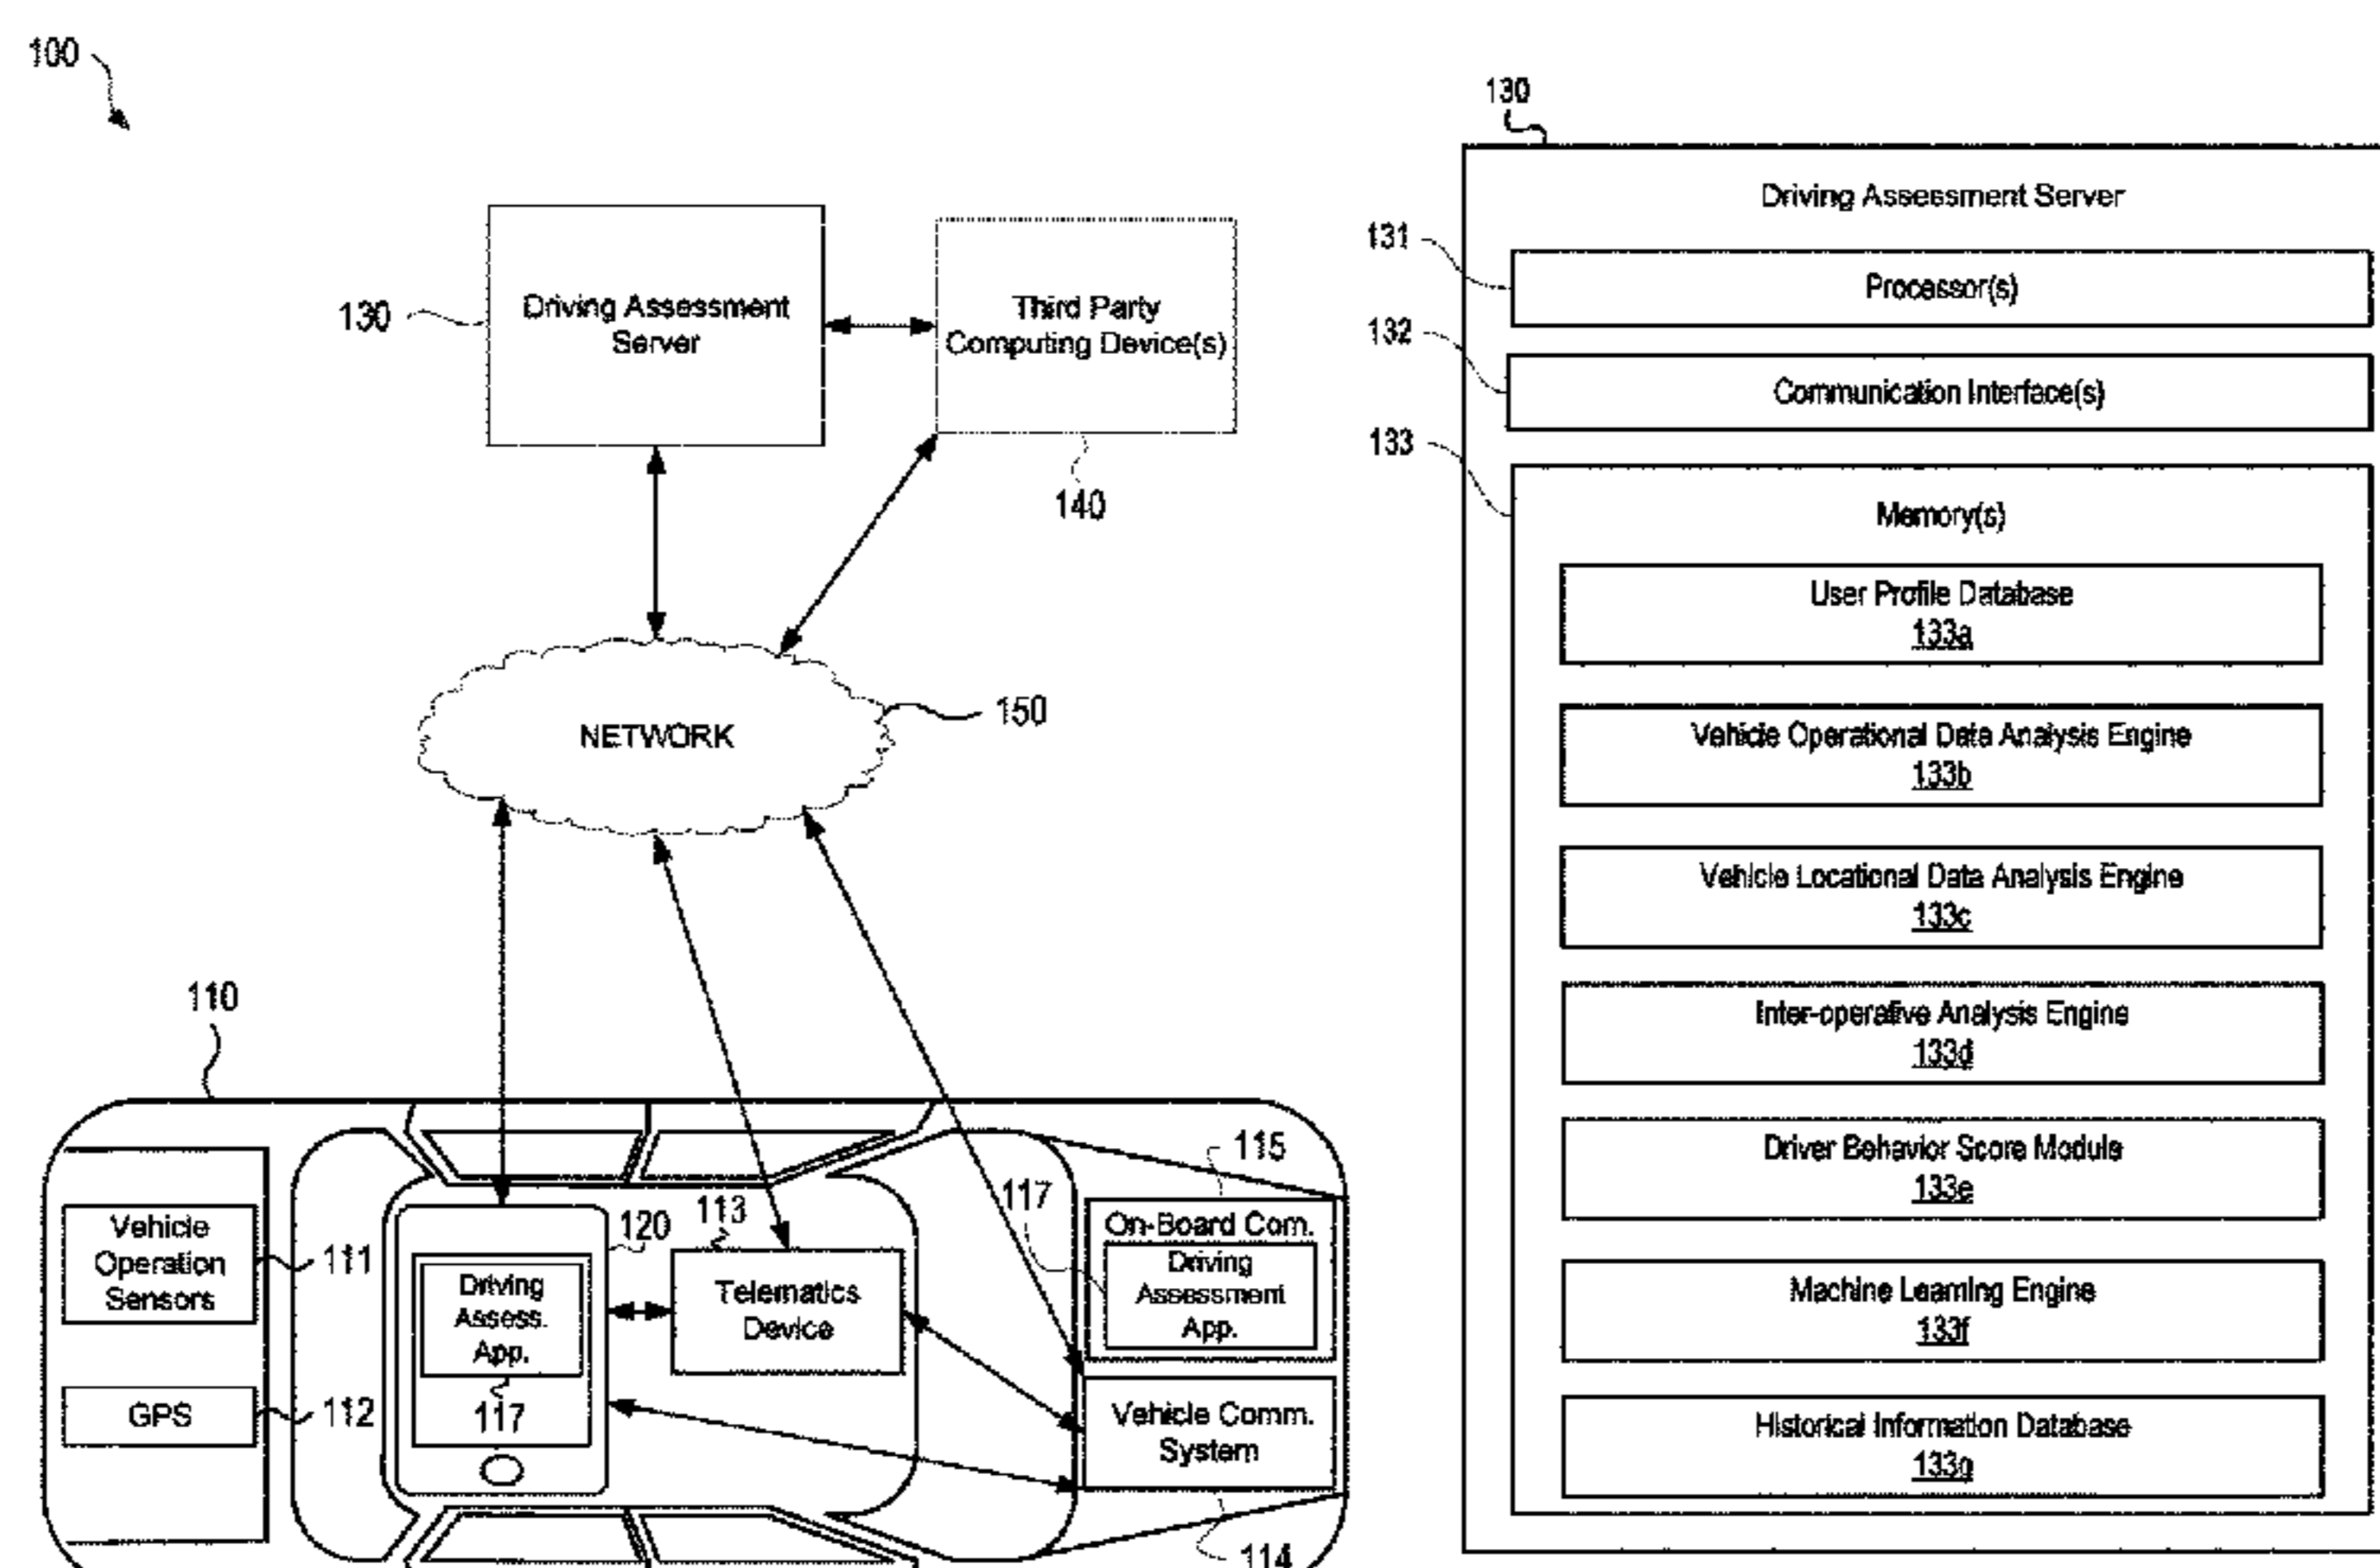 100
130
Driving Assessment
Server
Third Party
Computing Device(s)
140
NETWORK
150
110
Vehicle
Operation
Sensors
111
GPS
112
120
Driving
Assess.
App.
117
113
Telematics
Device
117
115
On-Board Com.
Driving
Assessment
App.
Vehicle Comm.
System
114
130
Driving Assessment Server
131
Processor(s)
132
Communication Interface(s)
133
Memory(s)
User Profile Database
133a
Vehicle Operational Data Analysis Engine
133b
Vehicle Locational Data Analysis Engine
133c
Inter-operative Analysis Engine
133d
Driver Behavior Score Module
133e
Machine Learning Engine
133f
Historical Information Database
133g